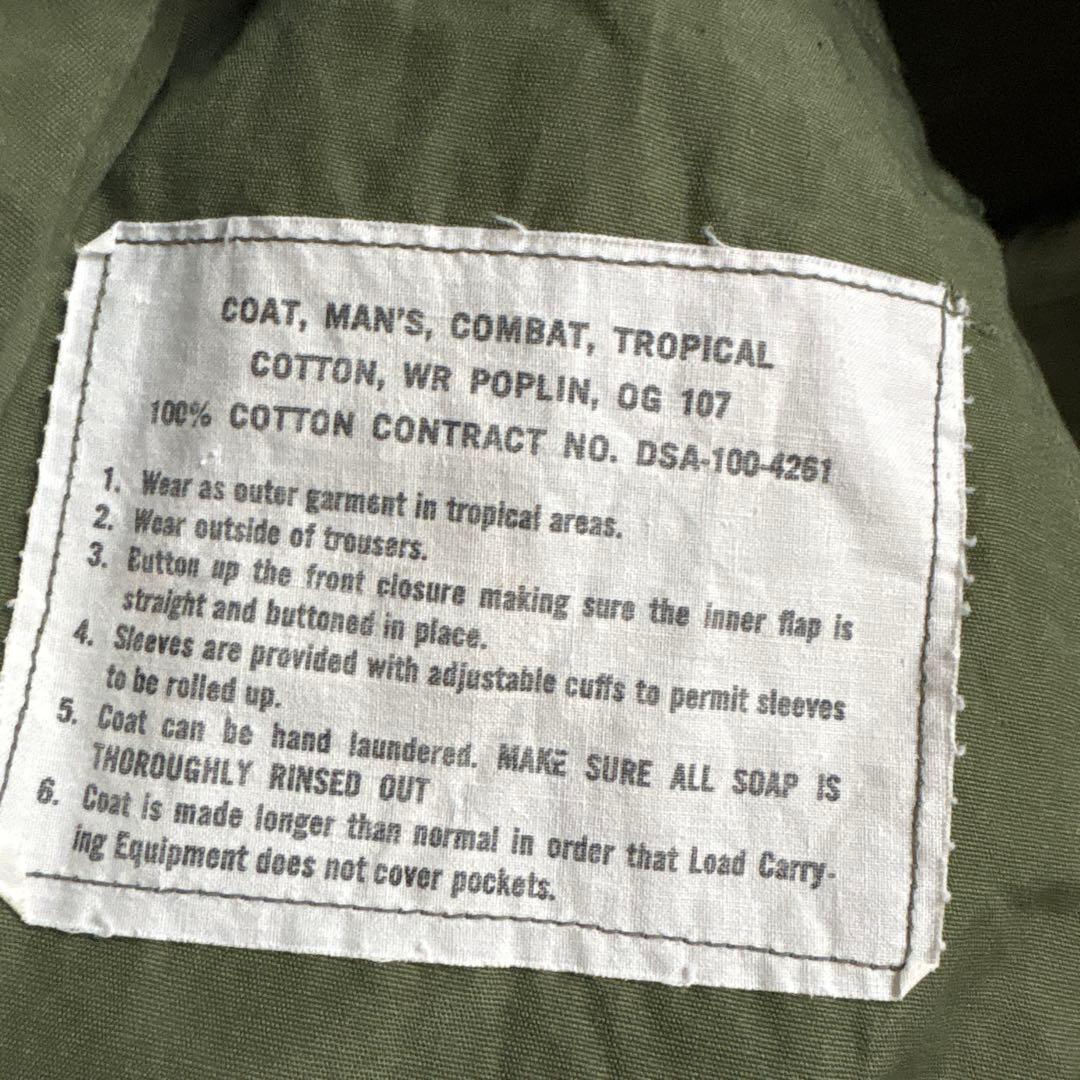 COAT, MAN'S, COMBAT, TROPICAL
COTTON, WR POPLIN, OG 107
100% COTTON CONTRACT NO. DSA-100-4261
1. Wear as outer garment in tropical areas.
2. Wear outside of trousers.
3. Button up the front closure making sure the inner flap is
straight and buttoned in place.
4. Sleeves are provided with adjustable cuffs to permit sleeves
to be rolled up.
5. Coat can be hand laundered. MAKE SURE ALL SOAP IS
THOROUGHLY RINSED OUT
6. Coat is made longer than normal in order that Load Carry-
ing Equipment does not cover pockets.